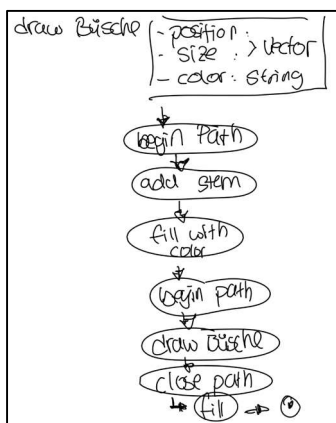 draw Büsche
- position:
- size: > Vector
- color: String
begin Path
add stem
fill with
color
begin path
draw Büsche
close path
fill